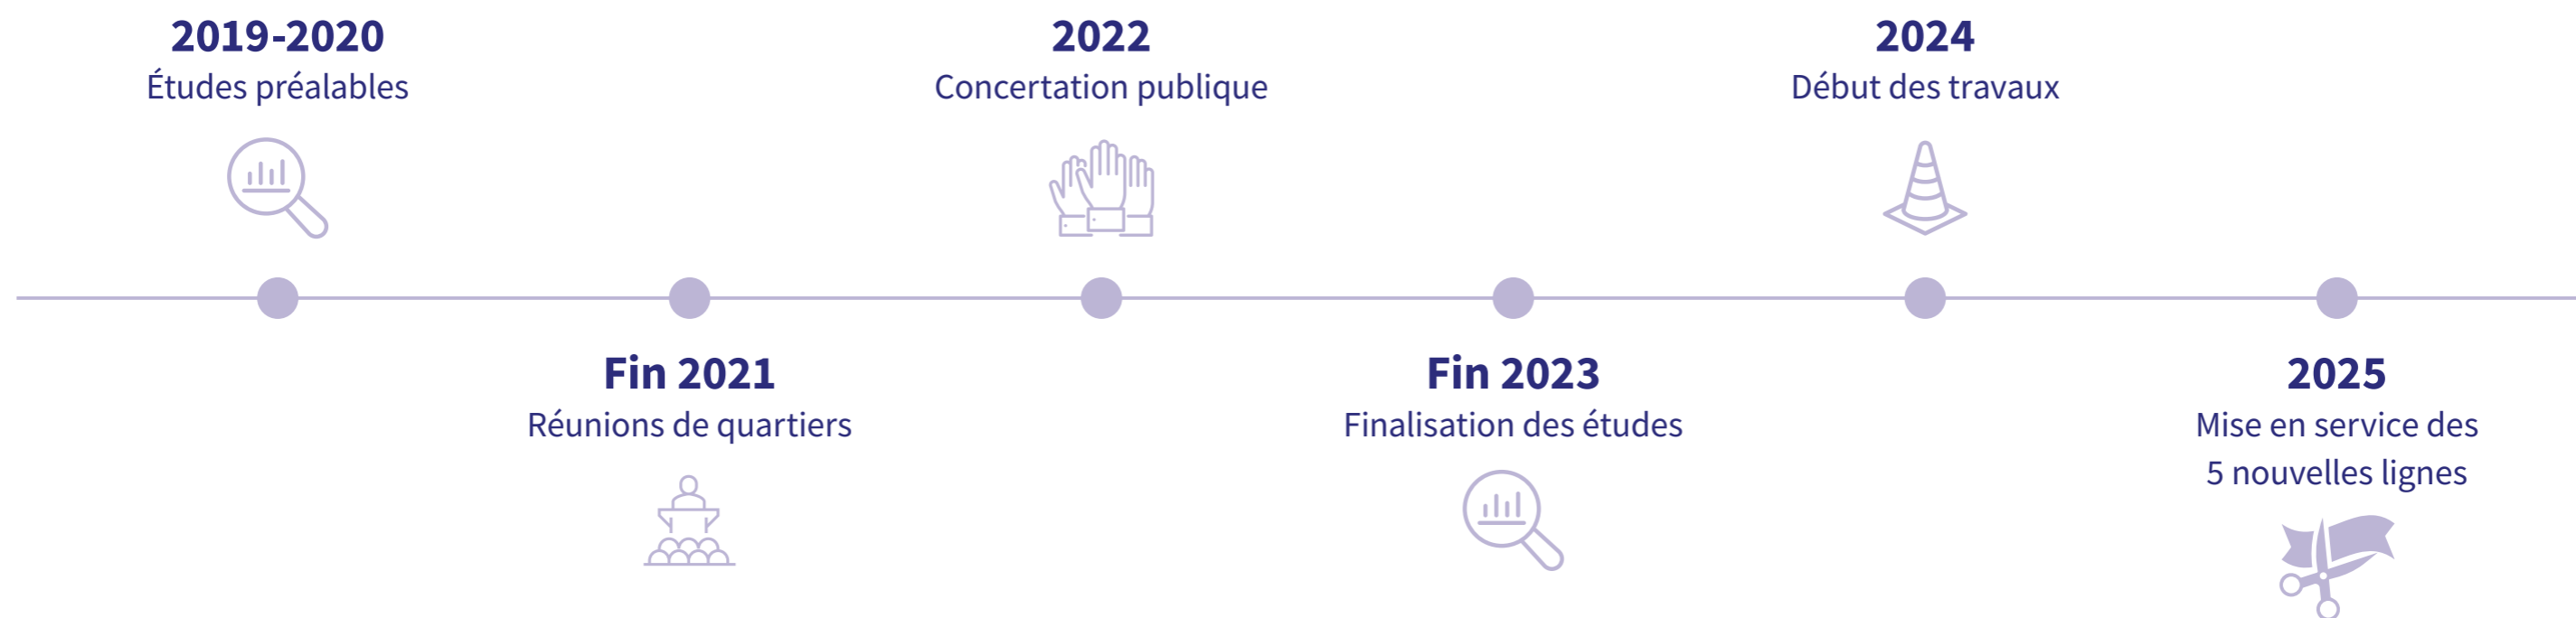 2019-2020
Études préalables
Fin 2021
Réunions de quartiers
2022
Concertation publique
Fin 2023
Finalisation des études
2024
Début des travaux
2025
Mise en service des
5 nouvelles lignes